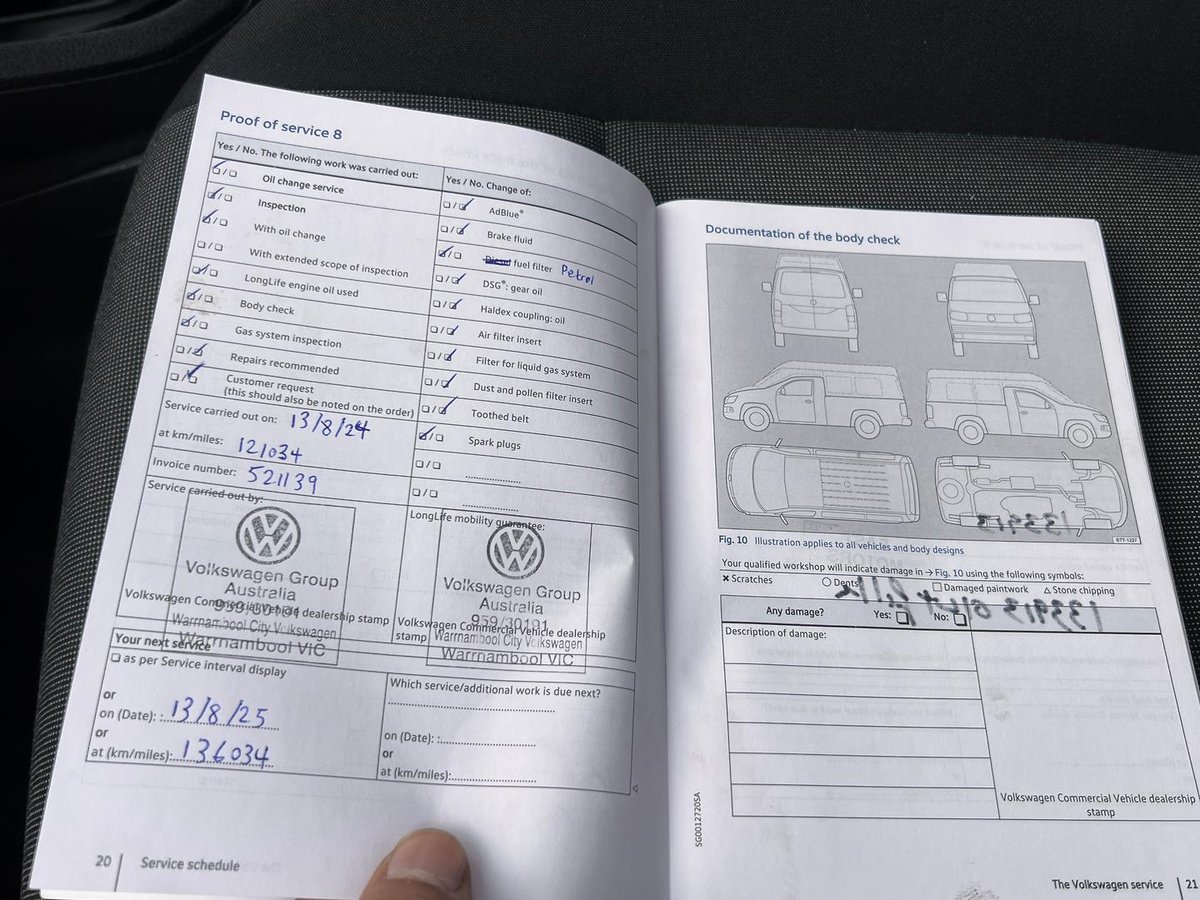 Proof of service 8
Yes / No. The following work was carried out:
Oil change service
Inspection
With oil change
With extended scope of inspection
LongLife engine oil used
Body check
Gas system inspection
Repairs recommended
Customer request
(this should also be noted on the order)
Service carried out on: 13/8/24
at km/miles: 121034
Invoice number: 521139
Service carried out by:
Volkswagen Group
Australia
Volkswagen Commercial Vehicle dealership stamp
Warrnambool City Volkswagen
Warrnambool VIC
Yes / No. Change of:
AdBlue®
Brake fluid
Diesel fuel filter Petrol
DSG®: gear oil
Haldex coupling: oil
Air filter insert
Filter for liquid gas system
Dust and pollen filter insert
Toothed belt
Spark plugs
LongLife mobility guarantee:
Volkswagen Group
Australia
959/30191
Volkswagen Commercial Vehicle dealership
stamp
Warrnambool City Volkswagen
Warrnambool VIC
Your next service
as per Service interval display
or
on (Date): 13/8/25
or
at (km/miles): 136034
Which service/additional work is due next?
on (Date):
or
at (km/miles):
20 | Service schedule
Documentation of the body check
BTT-1227
Fig. 10 Illustration applies to all vehicles and body designs
Your qualified workshop will indicate damage in → Fig. 10 using the following symbols:
× Scratches ○ Dents □ Damaged paintwork △ Stone chipping
Any damage? Yes: No:
Description of damage:
Volkswagen Commercial Vehicle dealership
stamp
SG0012720SA
The Volkswagen service | 21